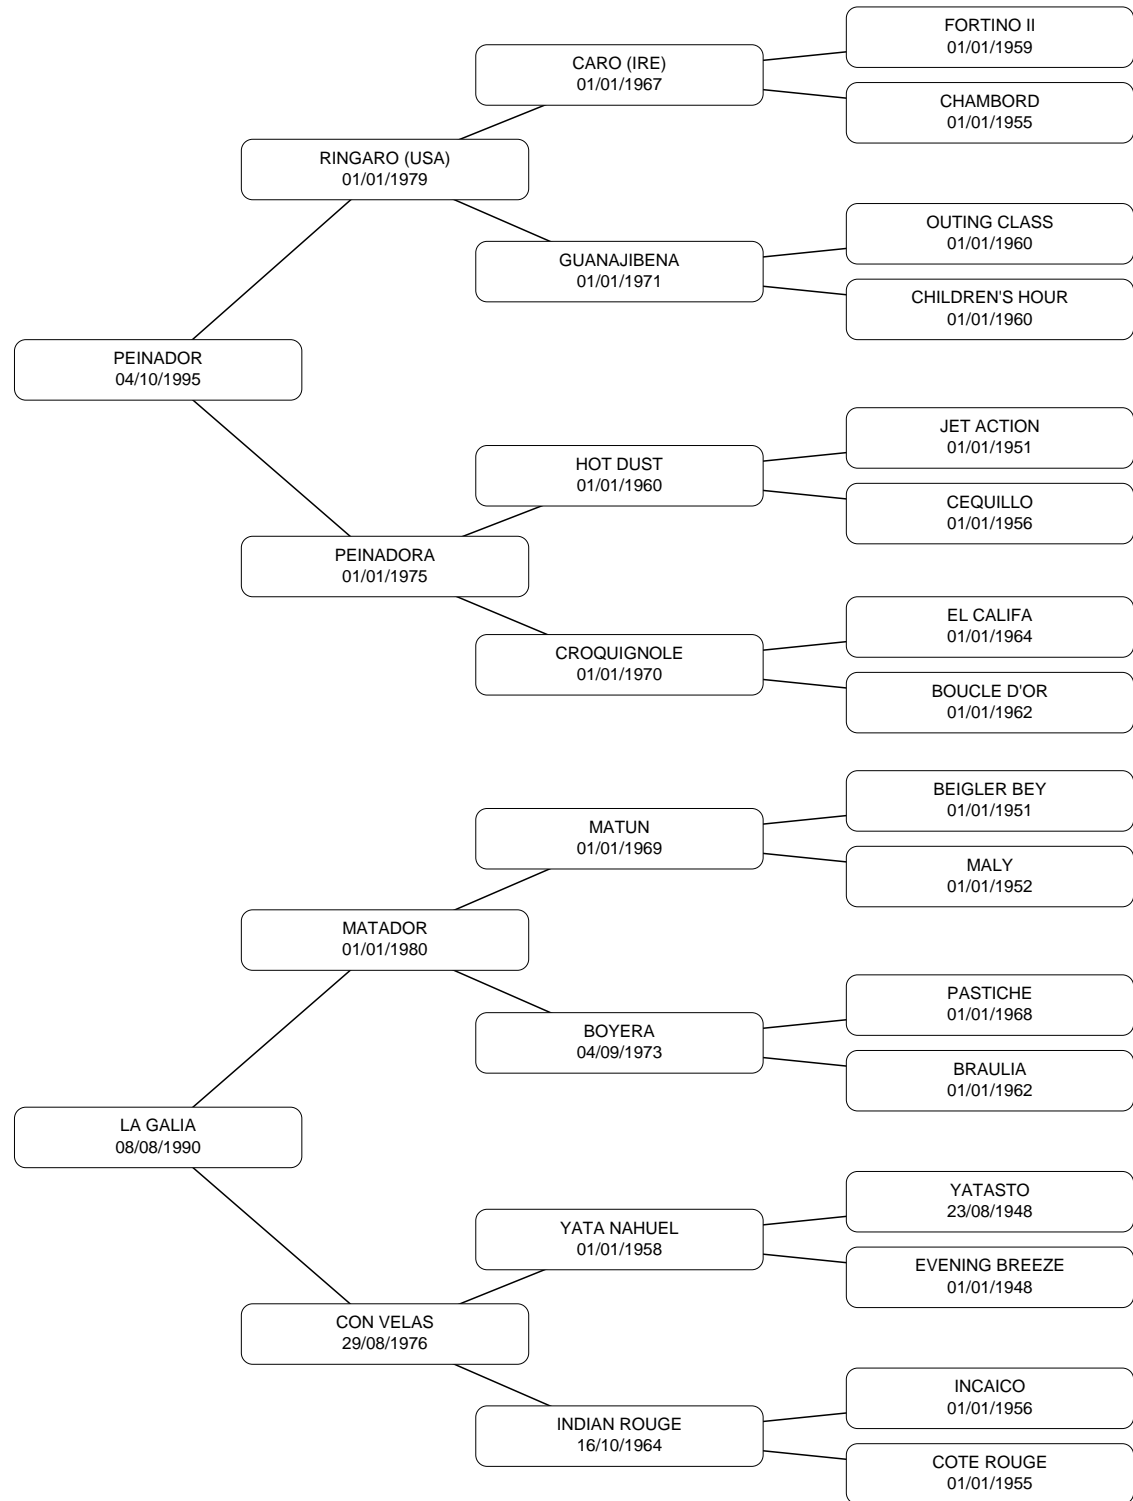 FORTINO II
01/01/1959
CARO (IRE)
01/01/1967
CHAMBORD
01/01/1955
RINGARO (USA)
01/01/1979
OUTING CLASS
01/01/1960
GUANAJIBENA
01/01/1971
CHILDREN'S HOUR
01/01/1960
PEINADOR
04/10/1995
JET ACTION
01/01/1951
HOT DUST
01/01/1960
CEQUILLO
01/01/1956
PEINADORA
01/01/1975
EL CALIFA
01/01/1964
CROQUIGNOLE
01/01/1970
BOUCLE D'OR
01/01/1962
BEIGLER BEY
01/01/1951
MATUN
01/01/1969
MALY
01/01/1952
MATADOR
01/01/1980
PASTICHE
01/01/1968
BOYERA
04/09/1973
BRAULIA
01/01/1962
LA GALIA
08/08/1990
YATASTO
23/08/1948
YATA NAHUEL
01/01/1958
EVENING BREEZE
01/01/1948
CON VELAS
29/08/1976
INCAICO
01/01/1956
INDIAN ROUGE
16/10/1964
COTE ROUGE
01/01/1955